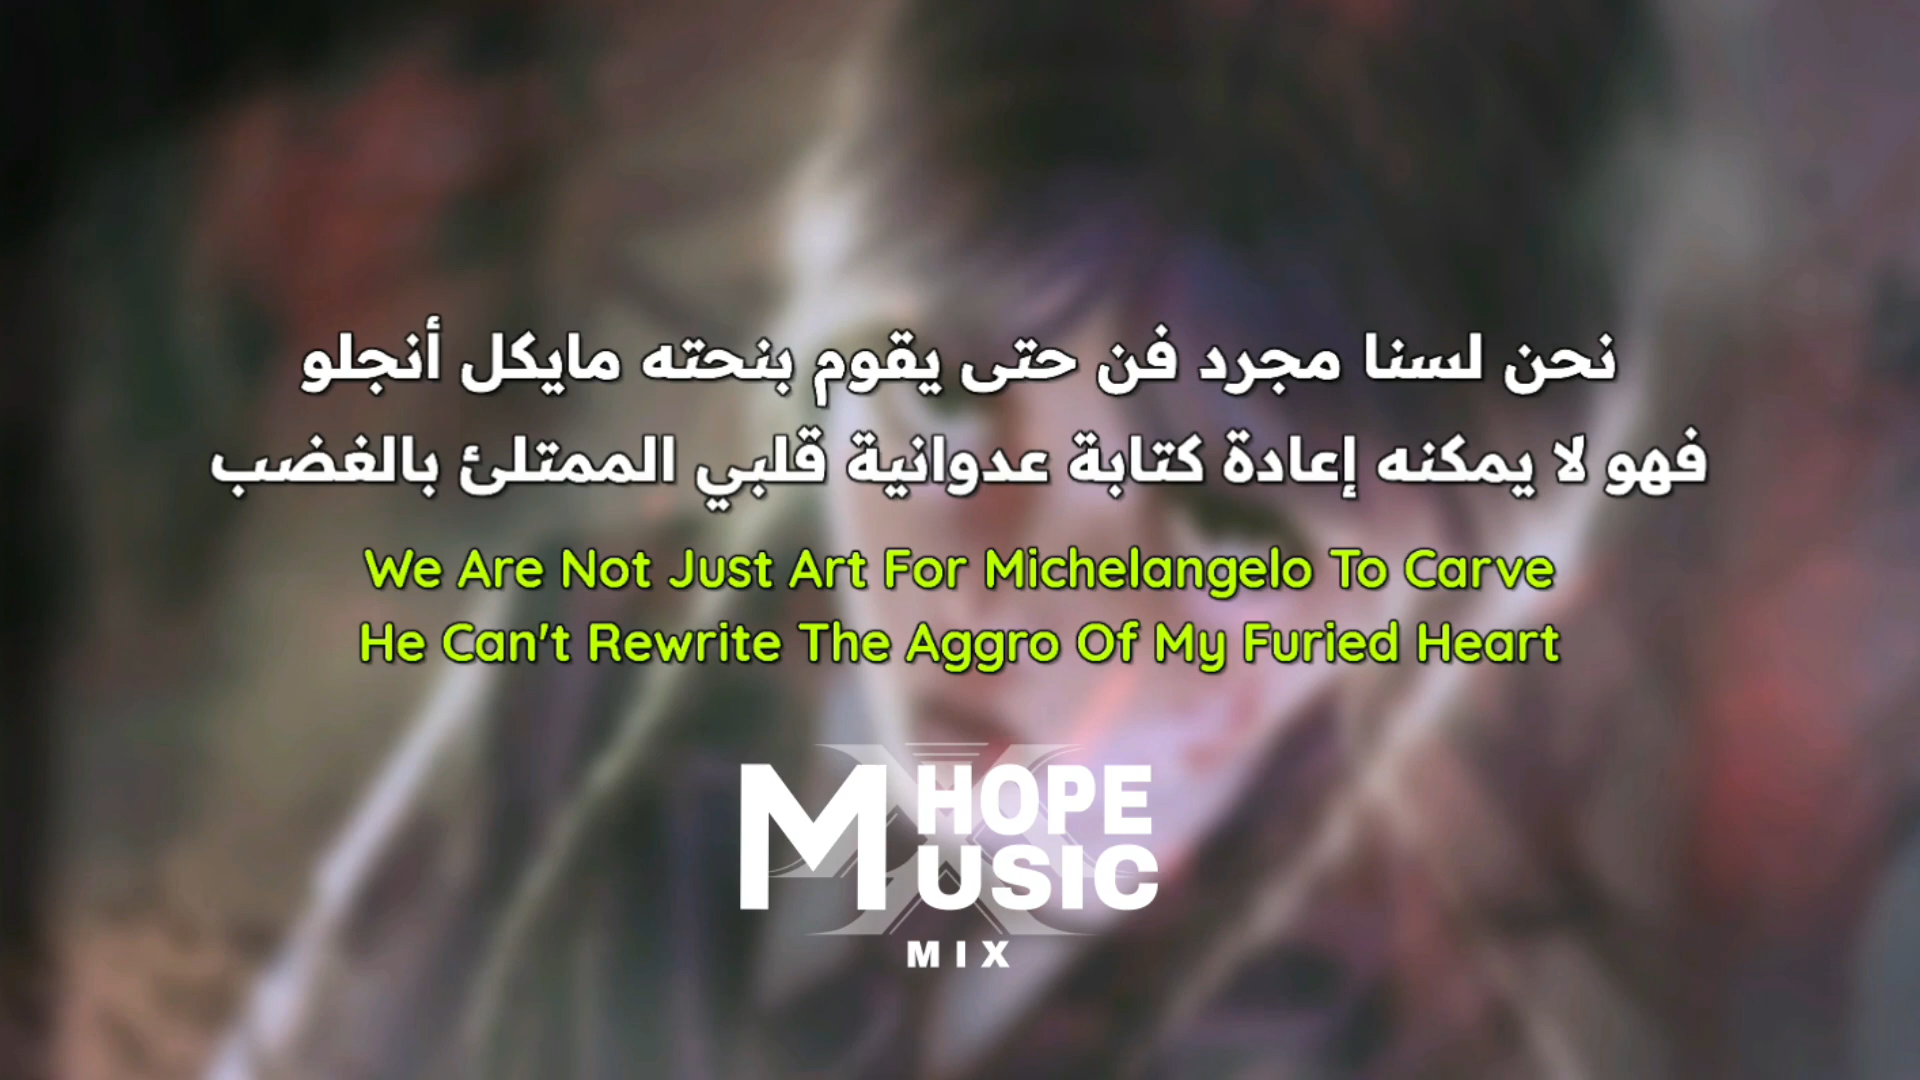 نحن لسنا مجرد فن حتى يقوم بنحته مايكل أنجلو
فهو لا يمكنه إعادة كتابة عدوانية قلبي الممتلئ بالغضب
We Are Not Just Art For Michelangelo To Carve
He Can't Rewrite The Aggro Of My Furied Heart
M HOPE
USIC
MIX